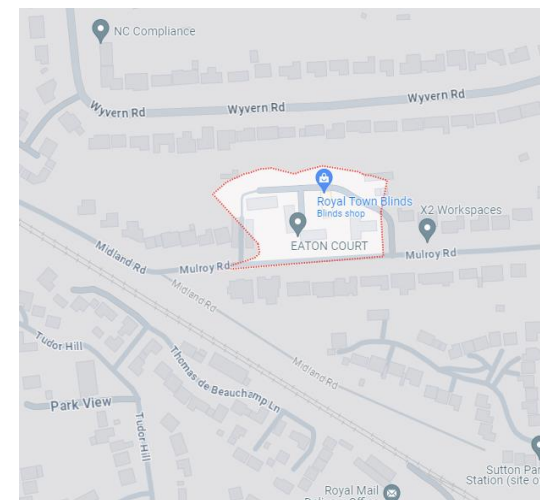 NC Compliance
Wyvern Rd
Wyvern Rd
Wyvern Rd
Royal Town Blinds
Blinds shop
X2 Workspaces
EATON COURT
Midland Rd
Mulroy Rd
Mulroy Rd
Midland Rd
Tudor Hill
Thomas de Beauchamp Ln
Midland Rd
Park View
Tudor Hill
Sutton Par
Station (site o
Royal Mail